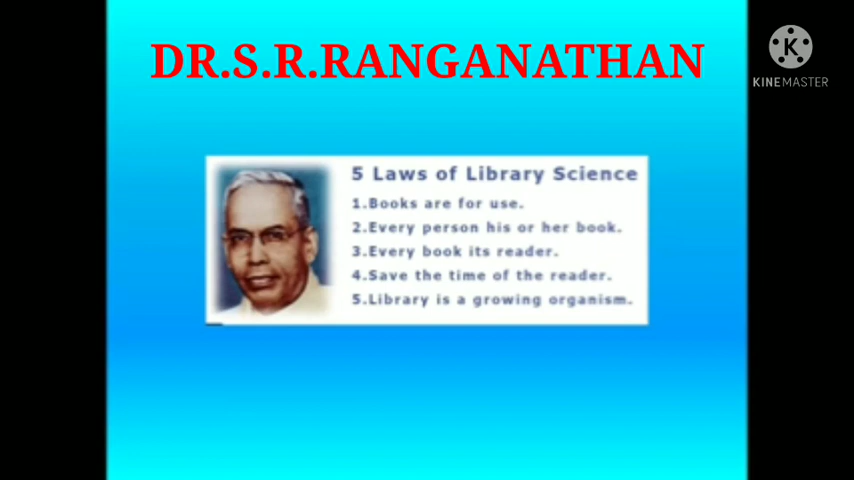 DR.S.R.RANGANATHAN
K
KINEMASTER
5 Laws of Library Science
1.Books are for use.
2.Every person his or her book.
3.Every book its reader.
4.Save the time of the reader.
5.Library is a growing organism.